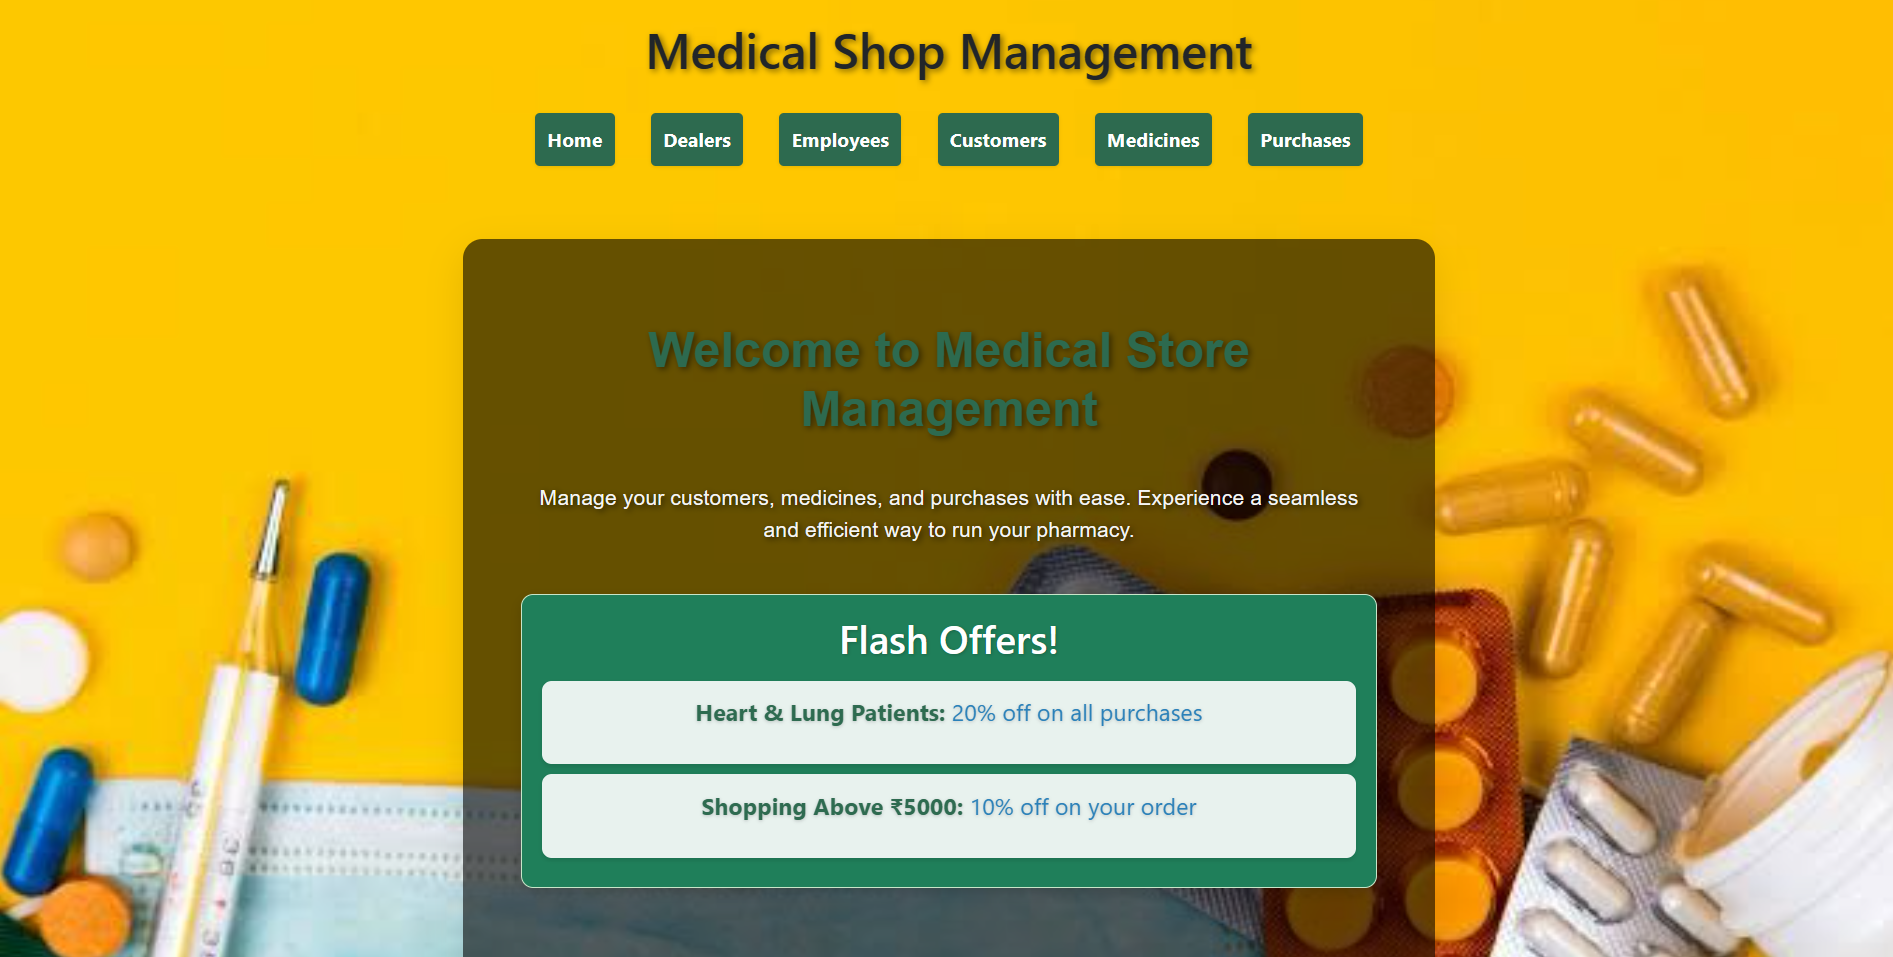 Medical Shop Management
Home Dealers Employees Customers Medicines Purchases
Welcome to Medical Store
Management
Manage your customers, medicines, and purchases with ease. Experience a seamless
and efficient way to run your pharmacy.
Flash Offers!
Heart & Lung Patients: 20% off on all purchases
Shopping Above ₹5000: 10% off on your order